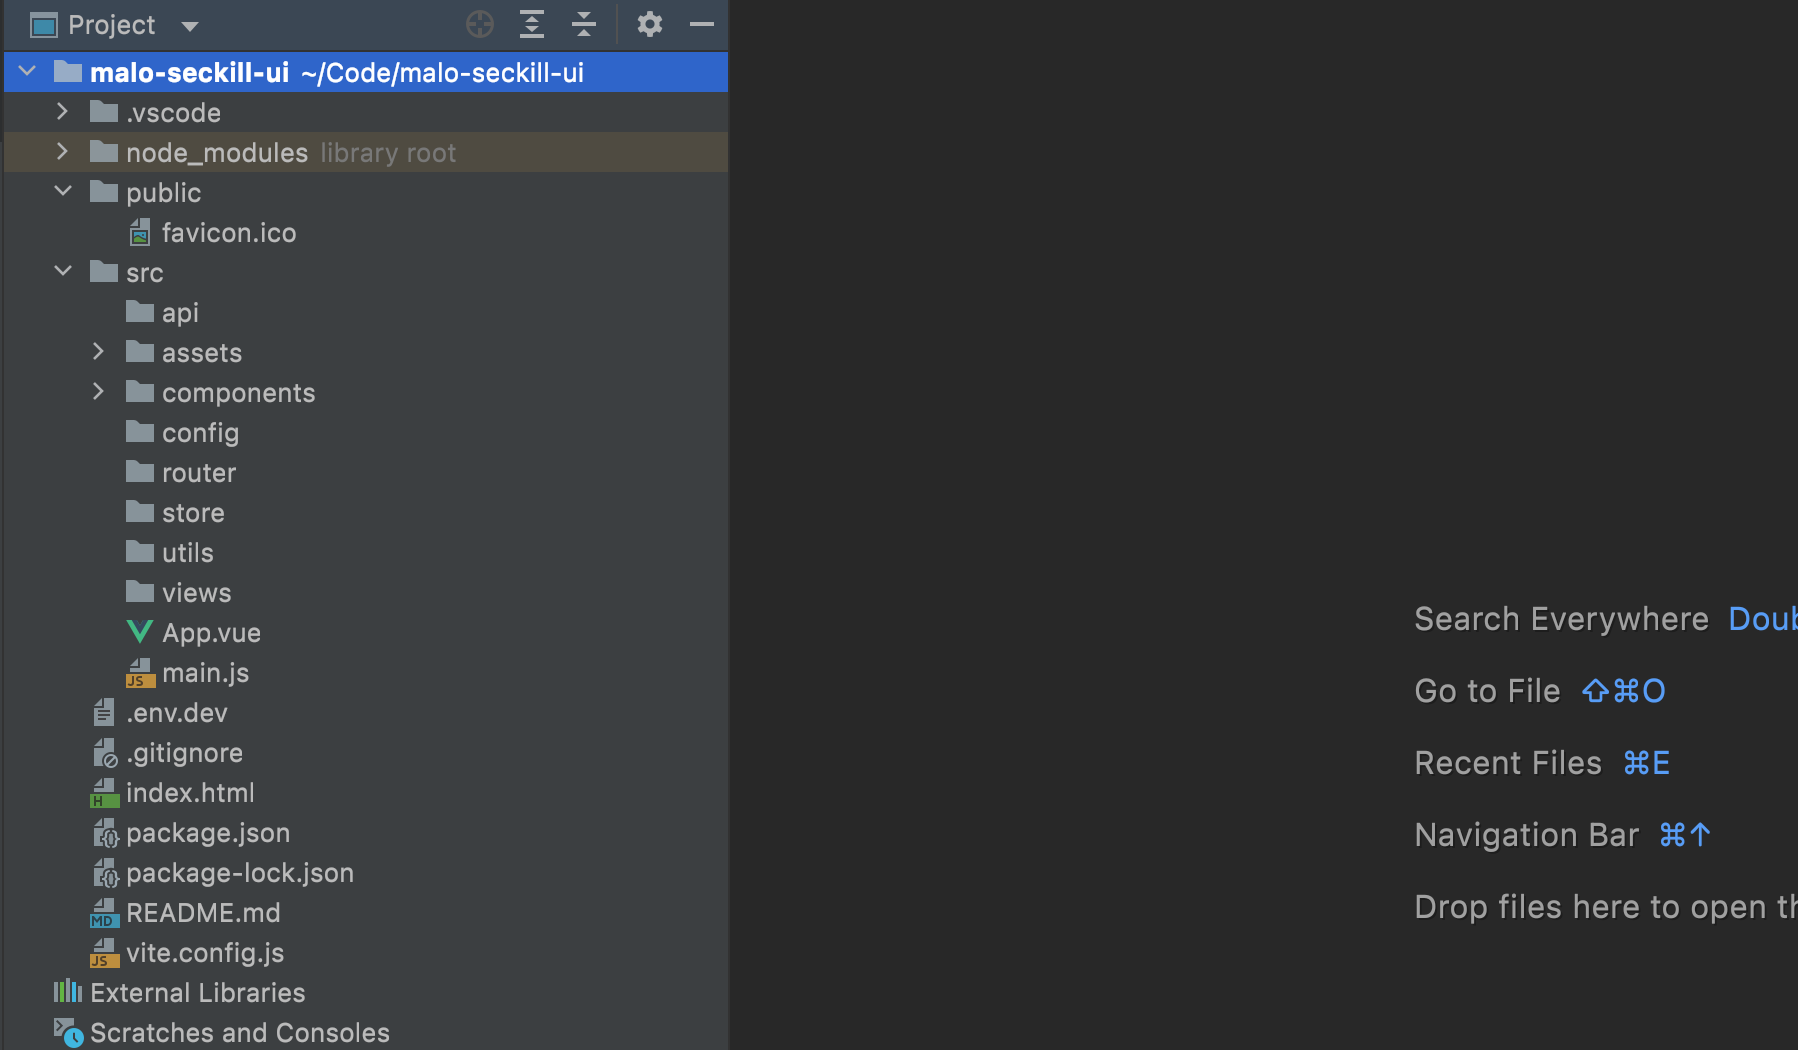 Project
malo-seckill-ui ~/Code/malo-seckill-ui
.vscode
node_modules library root
public
favicon.ico
src
api
assets
components
config
router
store
utils
views
App.vue
JS main.js
.env.dev
.gitignore
H index.html
package.json
package-lock.json
MD README.md
JS vite.config.js
External Libraries
Scratches and Consoles
Search Everywhere Doub
Go to File ⇧⌘O
Recent Files ⌘E
Navigation Bar ⌘↑
Drop files here to open th